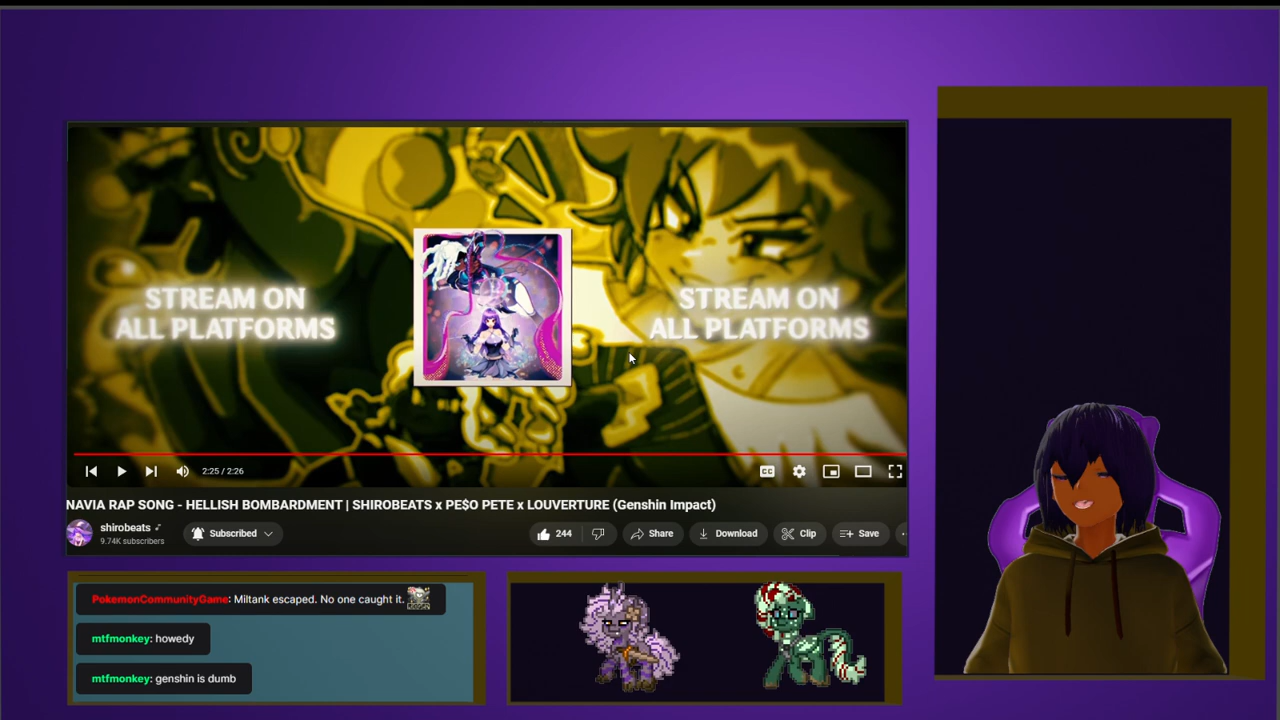 STREAM ON
ALL PLATFORMS
STREAM ON
ALL PLATFORMS
2:25 / 2:26
CC
NAVIA RAP SONG - HELLISH BOMBARDMENT | SHIROBEATS x PE$O PETE x LOUVERTURE (Genshin Impact)
shirobeats
9.74K subscribers
Subscribed
244
Share
Download
Clip
Save
PokemonCommunityGame: Miltank escaped. No one caught it.
mtfmonkey: howedy
mtfmonkey: genshin is dumb